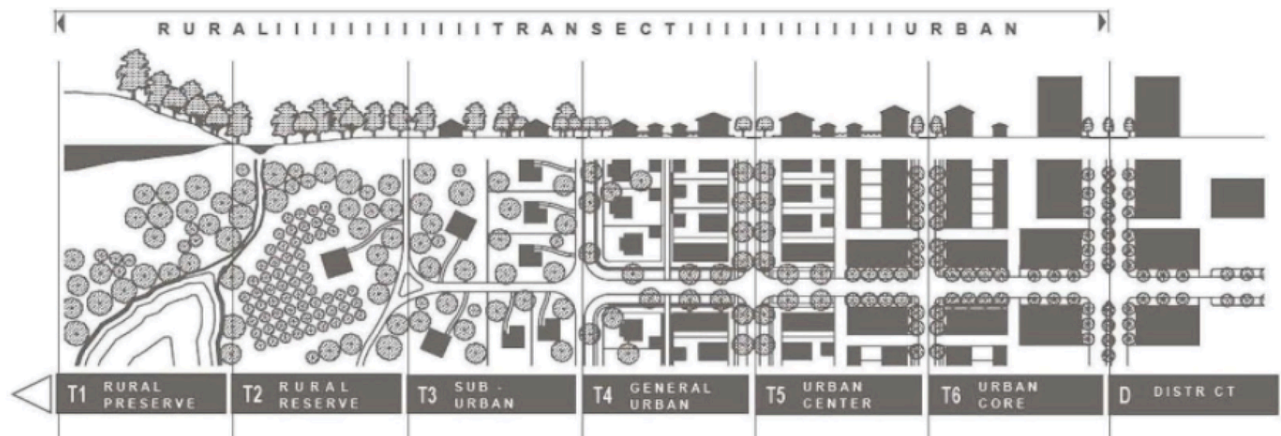 RURALIIIIIIIIIIIIIITRANSECTIIIIIIIIIIIIIIURBAN
T1 RURAL PRESERVE
T2 RURAL RESERVE
T3 SUB-URBAN
T4 GENERAL URBAN
T5 URBAN CENTER
T6 URBAN CORE
D DISTR CT